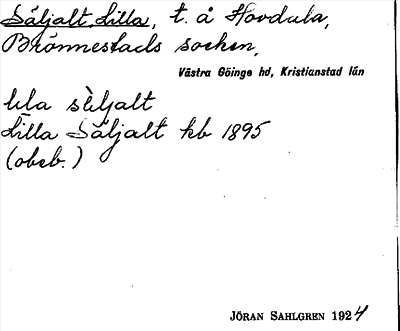 Säljalt, Lilla, t. å Hovdala,
Brönnestads socken,
Västra Göinge hd, Kristianstad län
lila sèljalt
Lilla Säljalt kb 1895
(obeb.)
JÖRAN SAHLGREN 1924